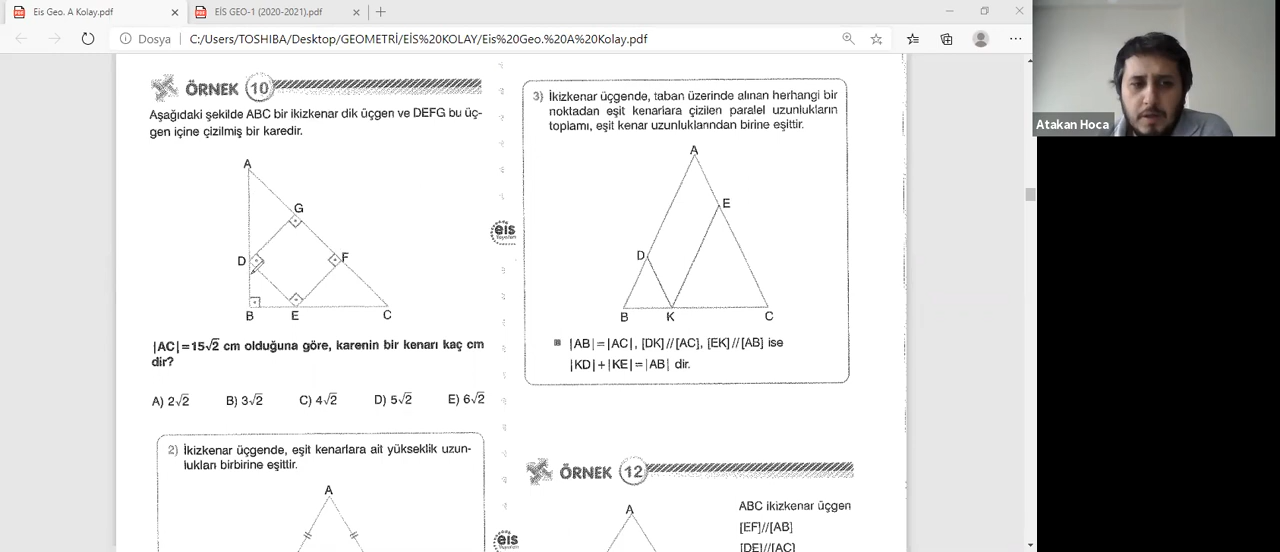 Eis Geo. A Kolay.pdf
EİS GEO-1 (2020-2021).pdf
Dosya
C:/Users/TOSHIBA/Desktop/GEOMETRİ/EİS%20KOLAY/Eis%20Geo.%20A%20Kolay.pdf
Atakan Hoca
ÖRNEK 10
Aşağıdaki şekilde ABC bir ikizkenar dik üçgen ve DEFG bu üç-
gen içine çizilmiş bir karedir.
A
G
D
F
B
E
C
|AC|=15√2 cm olduğuna göre, karenin bir kenarı kaç cm
dir?
A) 2√2
B) 3√2
C) 4√2
D) 5√2
E) 6√2
2) İkizkenar üçgende, eşit kenarlara ait yükseklik uzun-
lukları birbirine eşittir.
A
eis
Yayınları
3) İkizkenar üçgende, taban üzerinde alınan herhangi bir
noktadan eşit kenarlara çizilen paralel uzunlukların
toplamı, eşit kenar uzunluklarından birine eşittir.
A
E
D
B
K
C
|AB|=|AC|, [DK]//[AC], [EK]//[AB] ise
|KD|+|KE|=|AB| dir.
ÖRNEK 12
A
ABC ikizkenar üçgen
[EF]//[AB]
[DE]//[AC]
eis